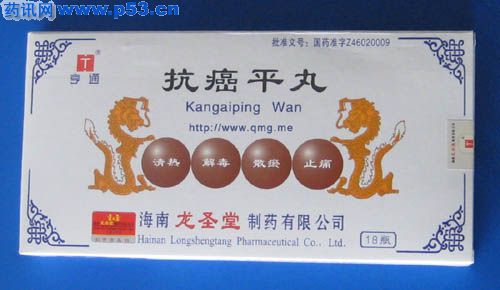 药讯网 www.p53.cn
批准文号：国药准字Z46020009
T
亨通
抗癌平丸
Kangaiping Wan
http://www.qmg.me
清热 解毒 散瘀 止痛
海南 龙圣堂 制药有限公司
Hainan Longshengtang Pharmaceutical Co., Ltd.
18瓶